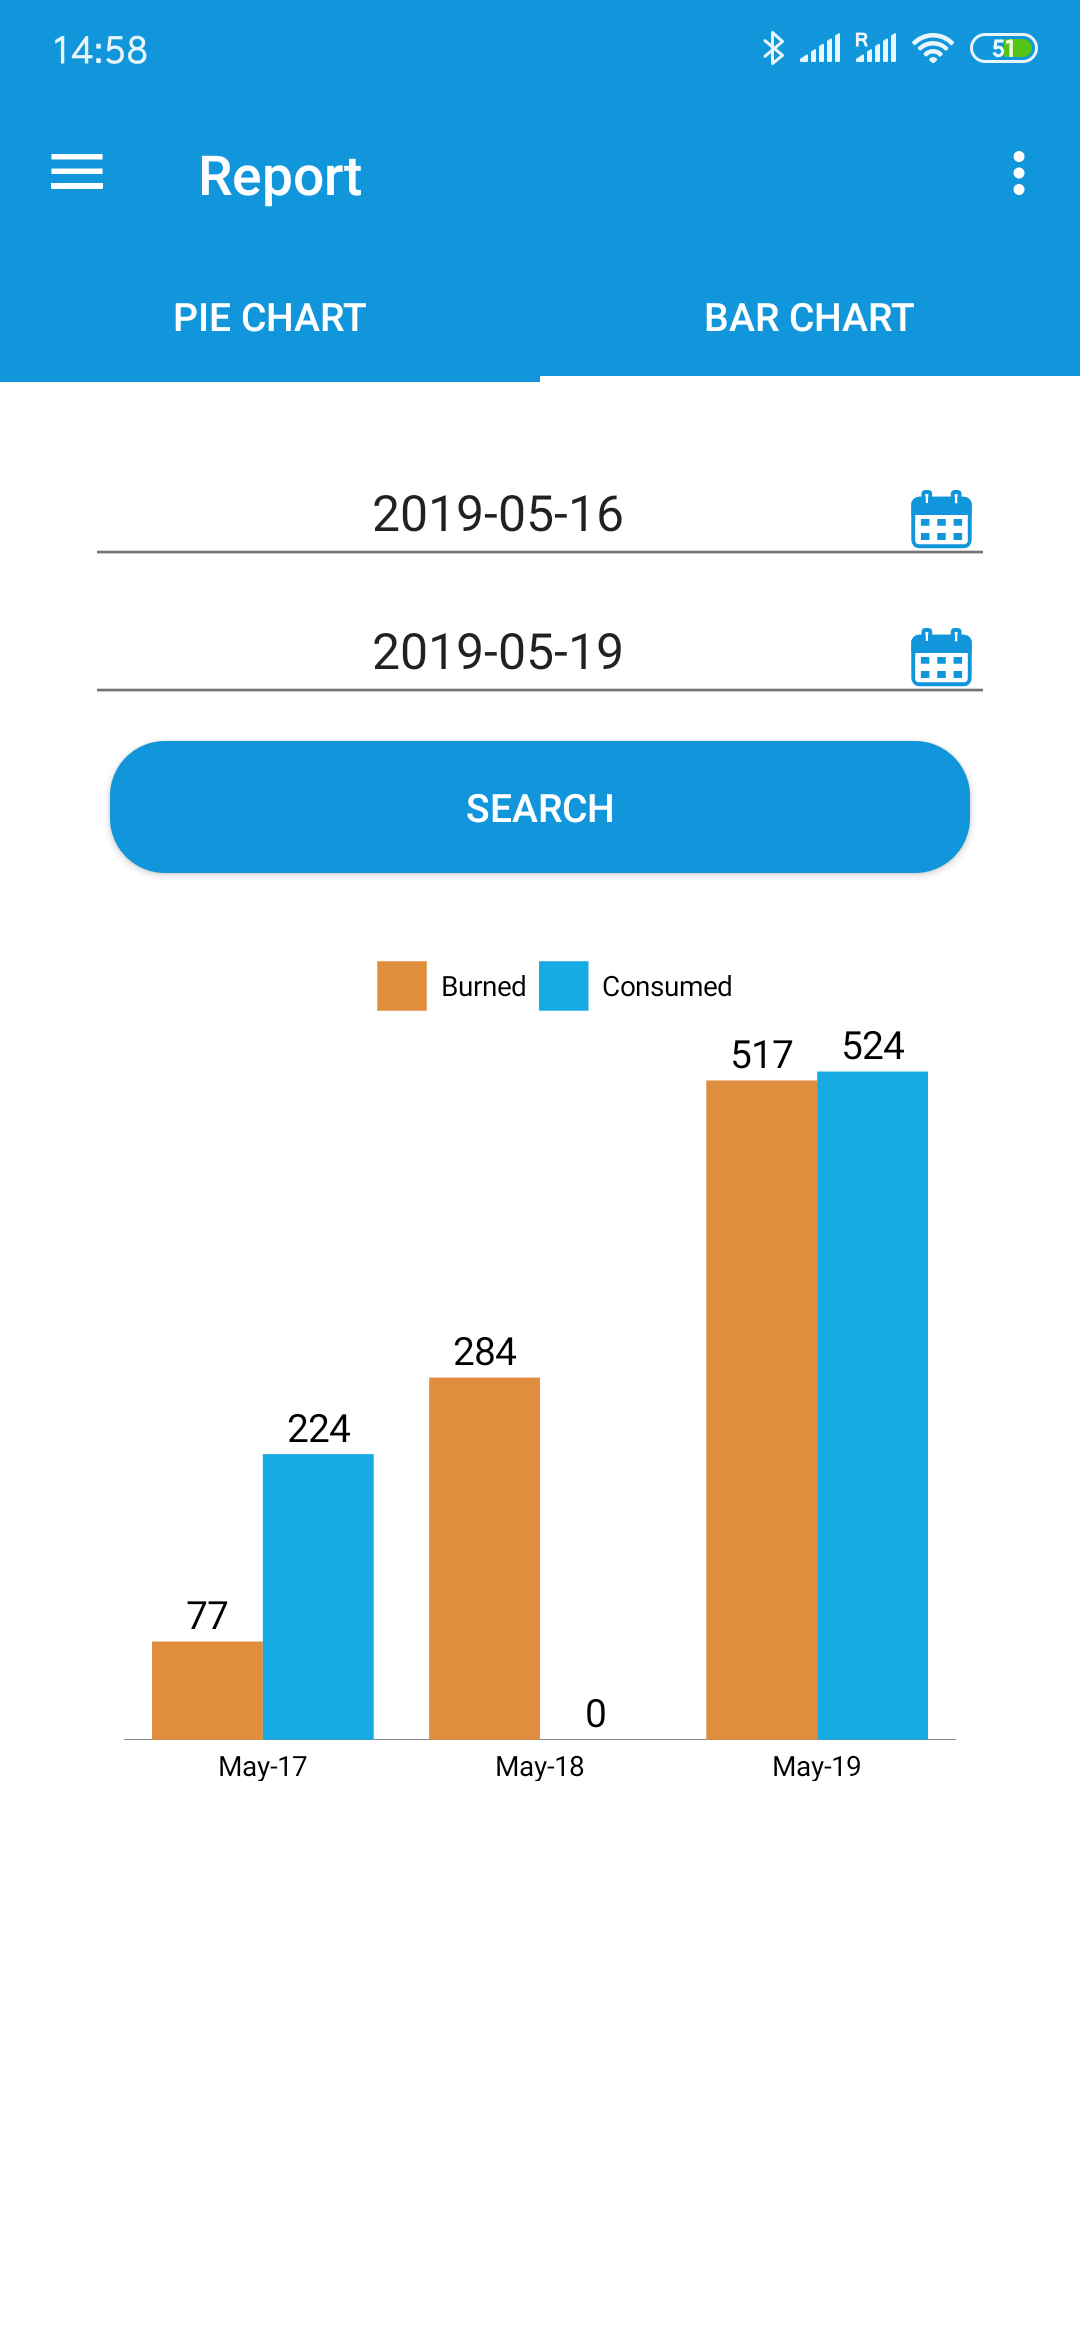 14:58 R 51
Report
PIE CHART BAR CHART
2019-05-16
2019-05-19
SEARCH
Burned Consumed
517 524
284
224
77
0
May-17 May-18 May-19